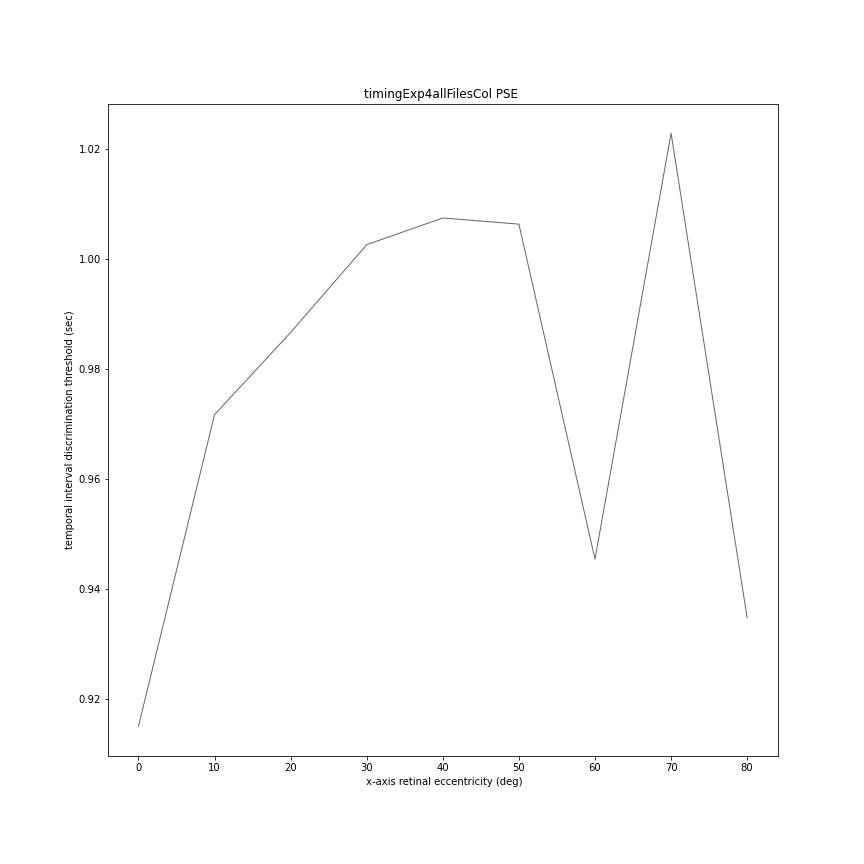 timingExp4allFilesCol PSE
1.02
1.00
0.98
0.96
0.94
0.92
temporal interval discrimination threshold (sec)
0 10 20 30 40 50 60 70 80
x-axis retinal eccentricity (deg)